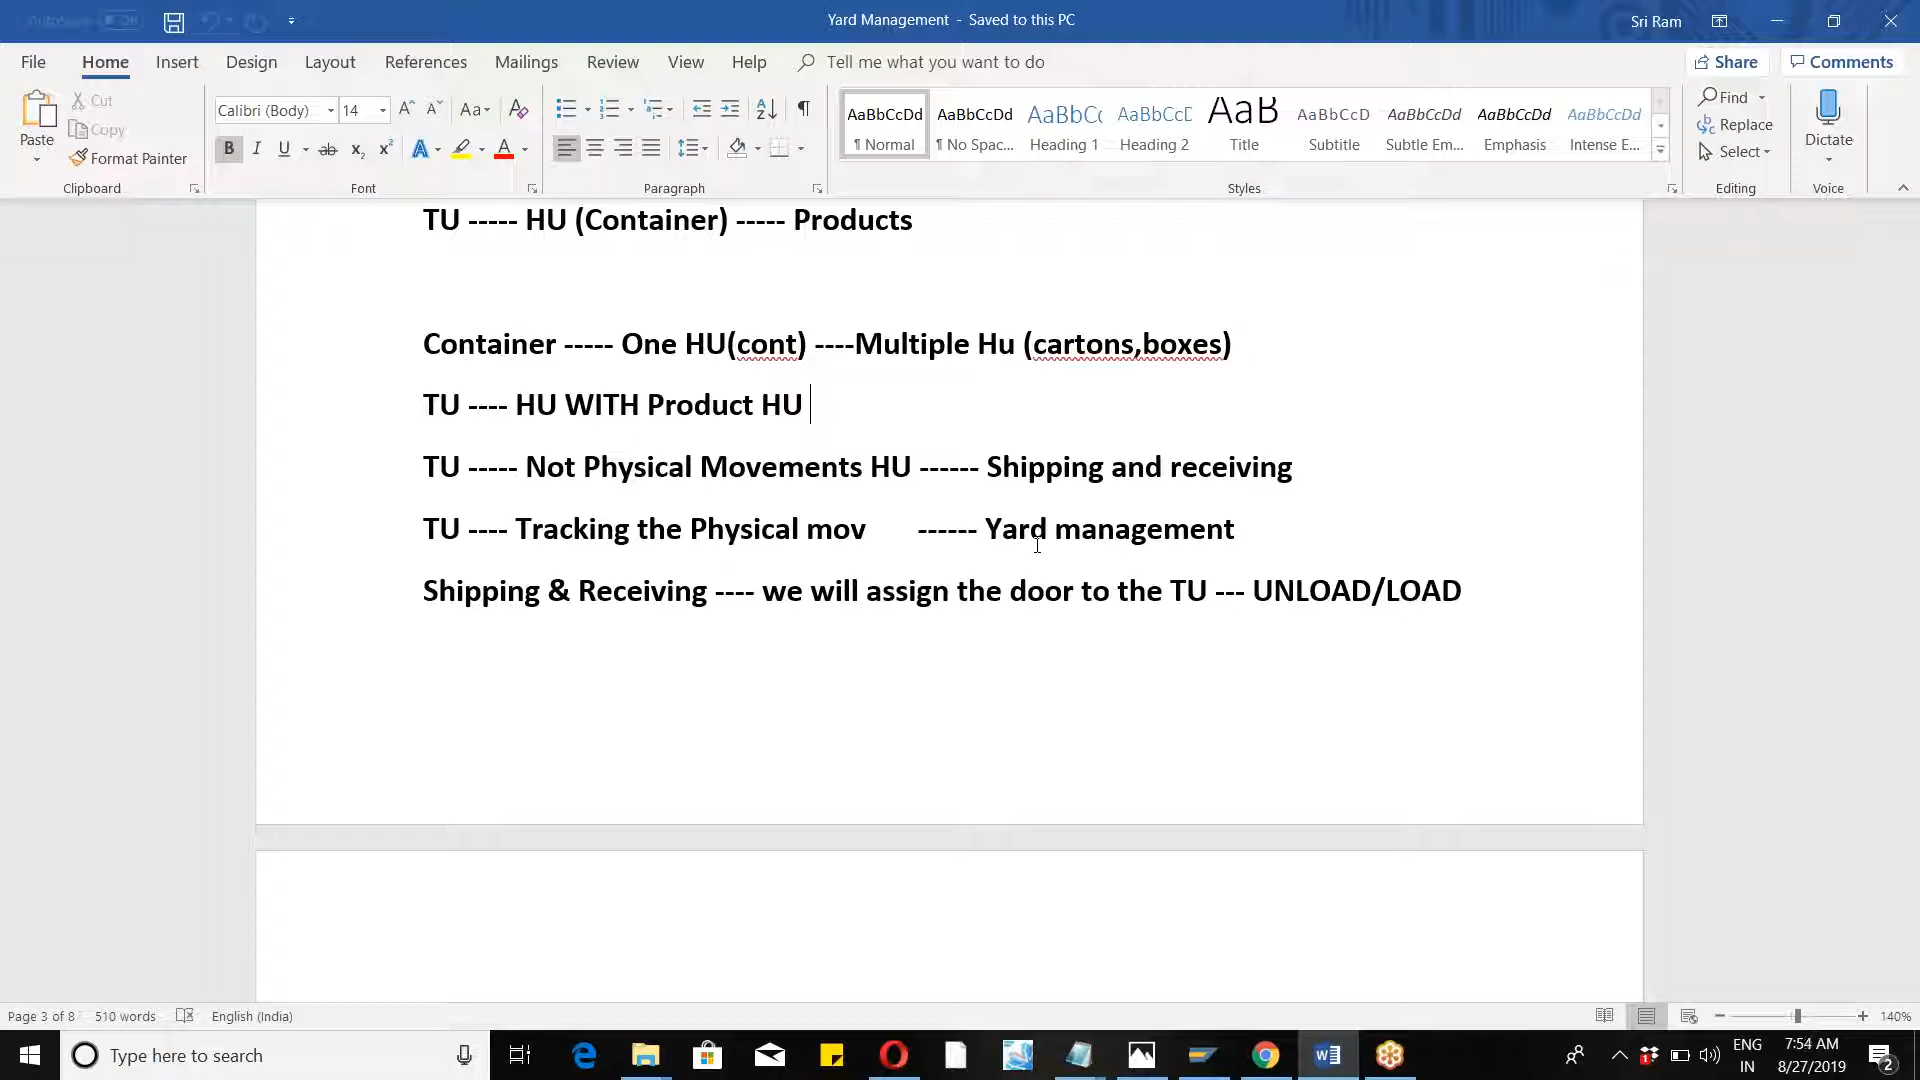 Yard Management - Saved to this PC
Sri Ram
File Home Insert Design Layout References Mailings Review View Help Tell me what you want to do
Share Comments
Paste
Cut
Copy
Format Painter
Clipboard
Calibri (Body) 14
Font
Paragraph
AaBbCcDd AaBbCcDd AaBbCc AaBbCcD AaB AaBbCcD AaBbCcDd AaBbCcDd AaBbCcDd
¶ Normal ¶ No Spac... Heading 1 Heading 2 Title Subtitle Subtle Em... Emphasis Intense E...
Styles
Find
Replace
Select
Editing
Dictate
Voice
TU ----- HU (Container) ----- Products
Container ----- One HU(cont) ----Multiple Hu (cartons,boxes)
TU ---- HU WITH Product HU
TU ----- Not Physical Movements HU ------ Shipping and receiving
TU ---- Tracking the Physical mov ------ Yard management
Shipping & Receiving ---- we will assign the door to the TU --- UNLOAD/LOAD
Page 3 of 8 510 words English (India)
140%
Type here to search
ENG
IN
7:54 AM
8/27/2019
2